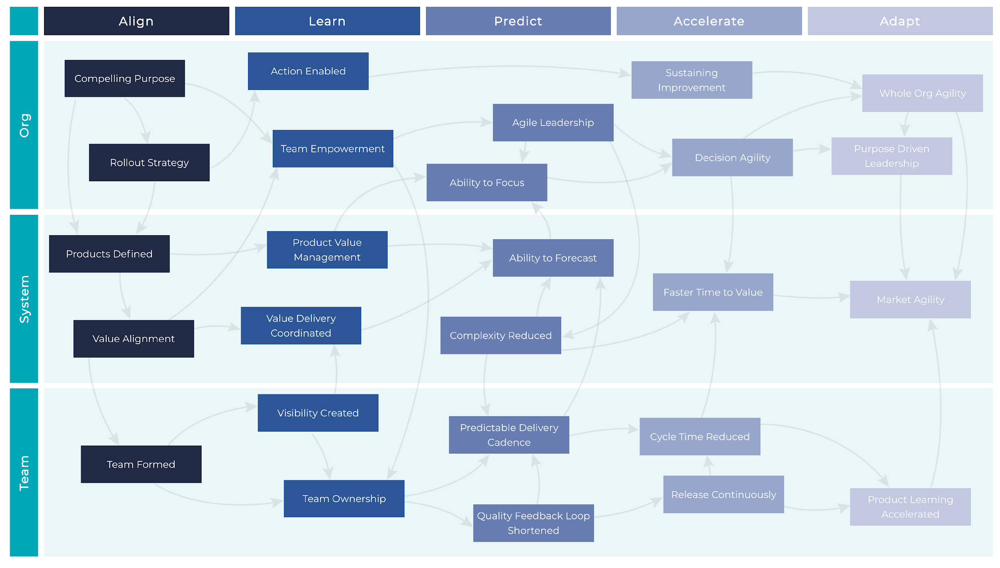 Align
Learn
Predict
Accelerate
Adapt
Org
Compelling Purpose
Rollout Strategy
Action Enabled
Team Empowerment
Agile Leadership
Ability to Focus
Sustaining
Improvement
Decision Agility
Whole Org Agility
Purpose Driven
Leadership
System
Products Defined
Value Alignment
Product Value
Management
Value Delivery
Coordinated
Ability to Forecast
Complexity Reduced
Faster Time to Value
Market Agility
Team
Team Formed
Visibility Created
Team Ownership
Predictable Delivery
Cadence
Quality Feedback Loop
Shortened
Cycle Time Reduced
Release Continuously
Product Learning
Accelerated